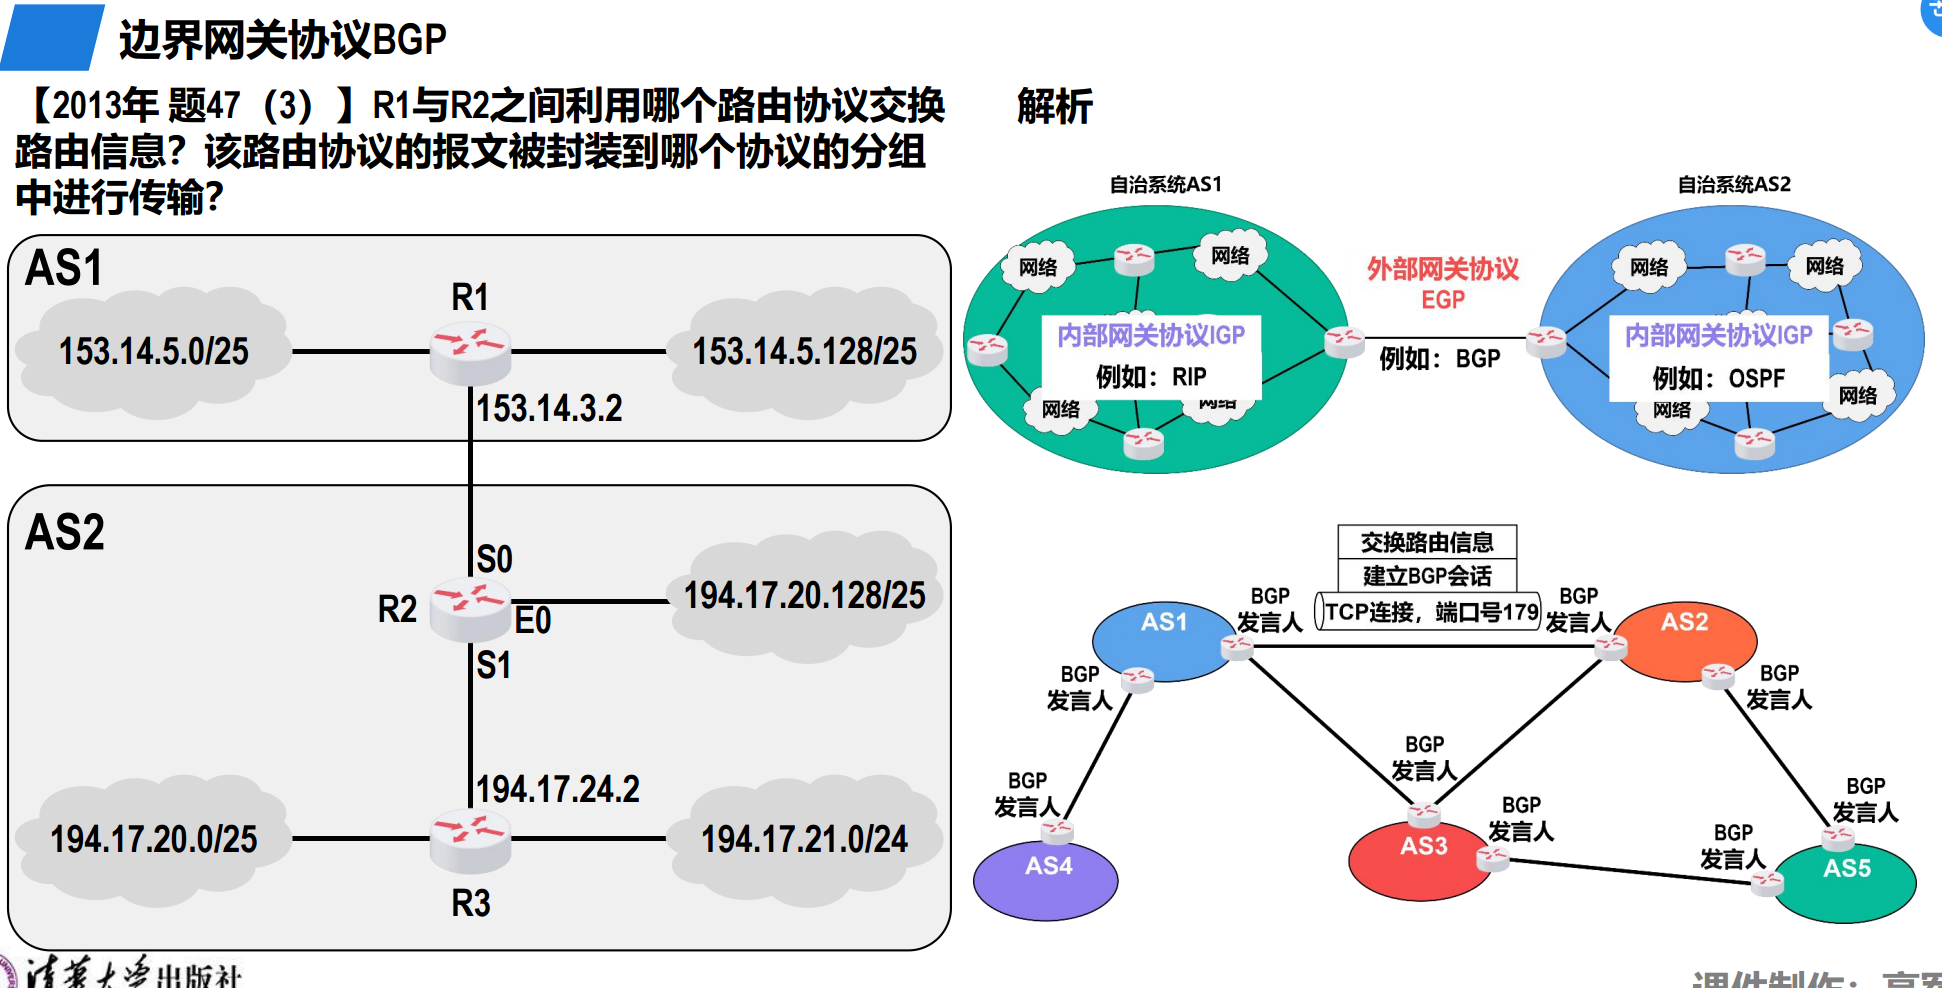 边界网关协议BGP
【2013年 题47（3）】R1与R2之间利用哪个路由协议交换
路由信息？该路由协议的报文被封装到哪个协议的分组
中进行传输？
AS1
R1
153.14.5.0/25
153.14.5.128/25
153.14.3.2
AS2
S0
R2
E0
194.17.20.128/25
S1
194.17.24.2
194.17.20.0/25
194.17.21.0/24
R3
清华大学出版社
解析
自治系统AS1
自治系统AS2
网络
网络
外部网关协议
EGP
网络
网络
内部网关协议IGP
例如：RIP
例如：BGP
内部网关协议IGP
例如：OSPF
网络
网络
网络
网络
交换路由信息
建立BGP会话
TCP连接，端口号179
BGP
发言人
BGP
发言人
AS1
AS2
BGP
发言人
BGP
发言人
BGP
发言人
BGP
发言人
BGP
发言人
BGP
发言人
BGP
发言人
AS4
AS3
AS5
课件制作：高军